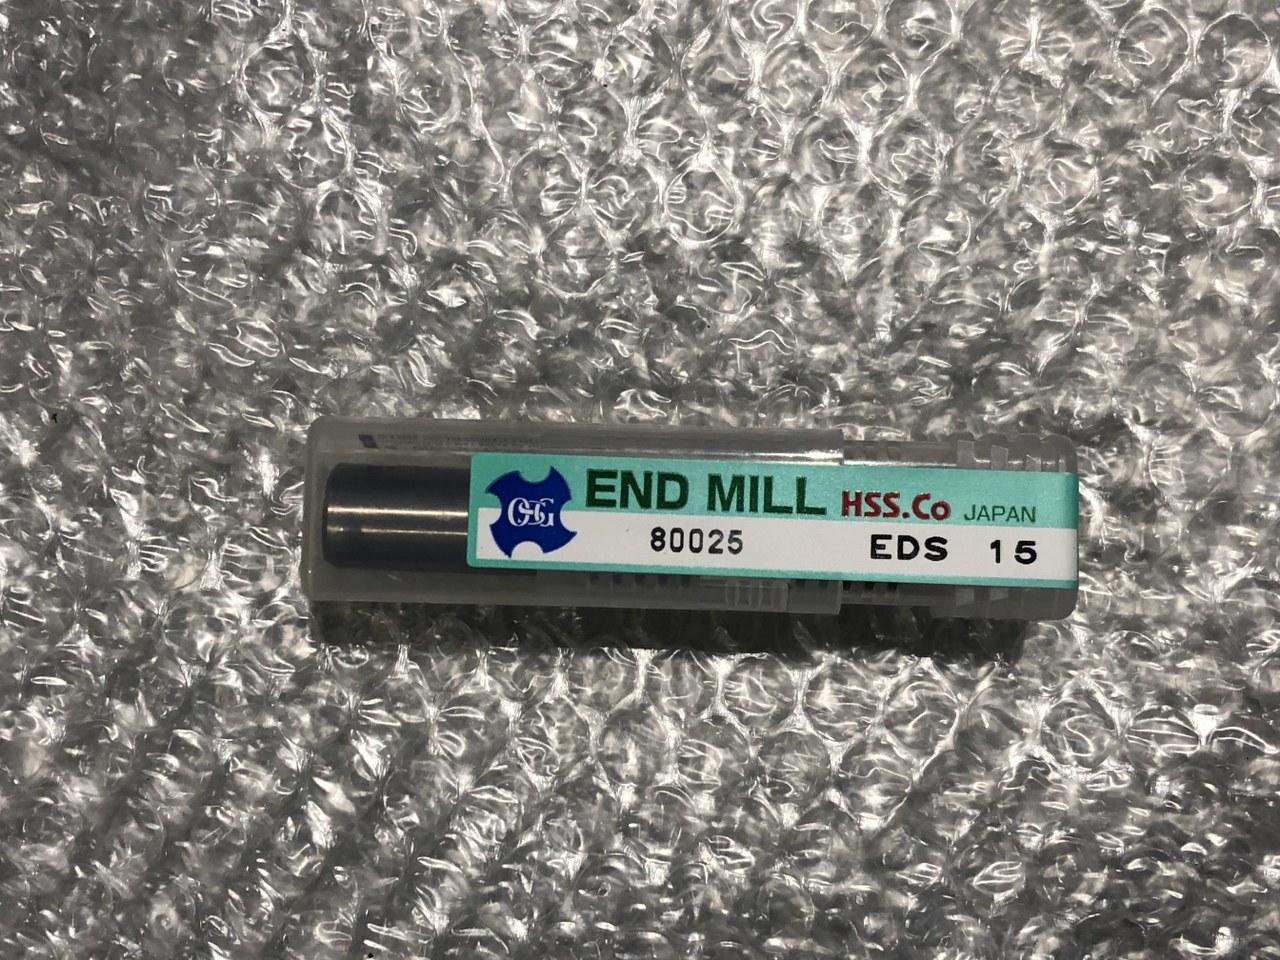 OSG END MILL HSS.Co JAPAN
80025 EDS 15